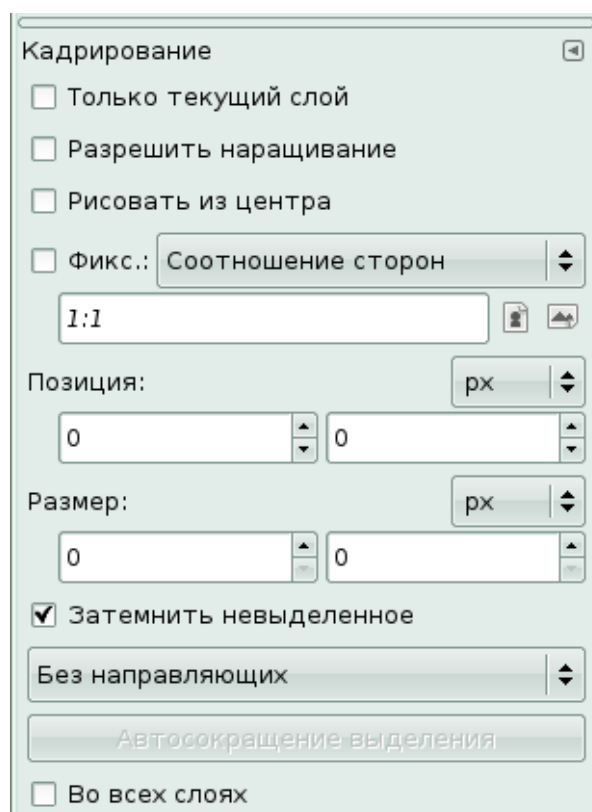 Кадрирование
Только текущий слой
Разрешить наращивание
Рисовать из центра
Фикс.: Соотношение сторон
1:1
Позиция: px
0 0
Размер: px
0 0
Затемнить невыделенное
Без направляющих
Автосокращение выделения
Во всех слоях